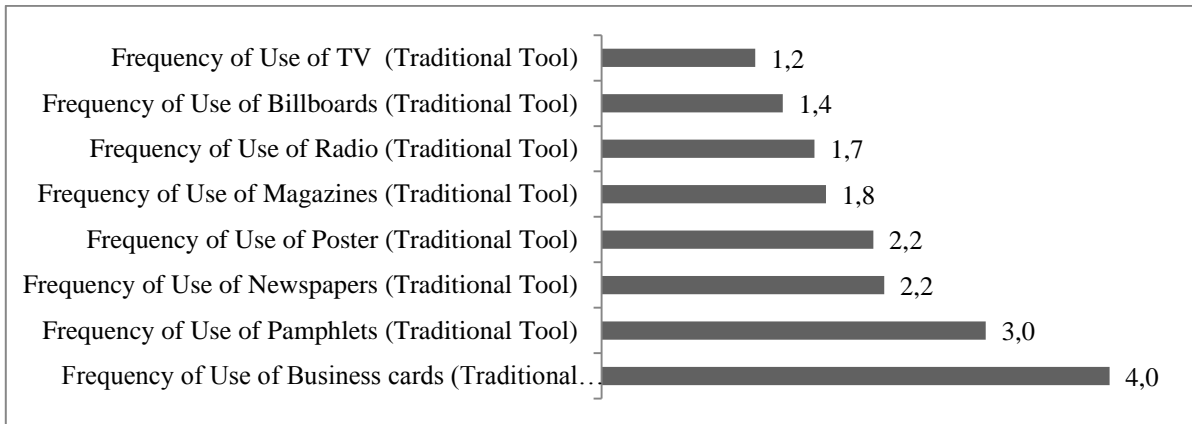 Frequency of Use of TV (Traditional Tool) 1,2
Frequency of Use of Billboards (Traditional Tool) 1,4
Frequency of Use of Radio (Traditional Tool) 1,7
Frequency of Use of Magazines (Traditional Tool) 1,8
Frequency of Use of Poster (Traditional Tool) 2,2
Frequency of Use of Newspapers (Traditional Tool) 2,2
Frequency of Use of Pamphlets (Traditional Tool) 3,0
Frequency of Use of Business cards (Traditional… 4,0